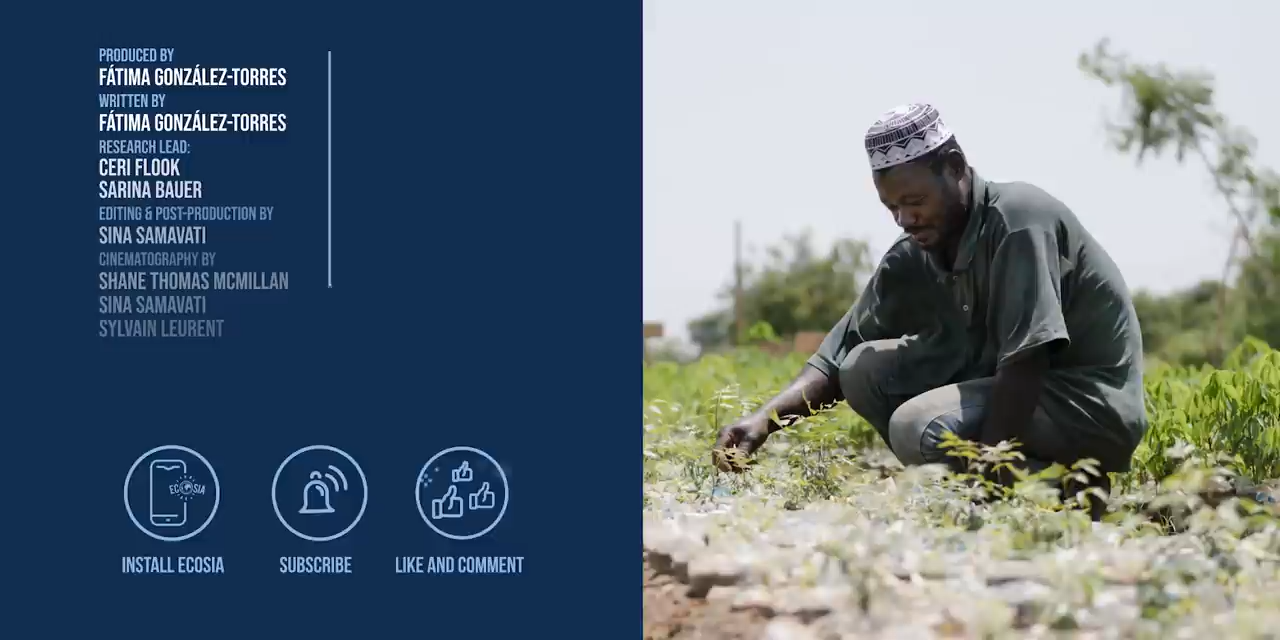 PRODUCED BY
FÁTIMA GONZÁLEZ-TORRES
WRITTEN BY
FÁTIMA GONZÁLEZ-TORRES
RESEARCH LEAD:
CERI FLOOK
SARINA BAUER
EDITING & POST-PRODUCTION BY
SINA SAMAVATI
CINEMATOGRAPHY BY
SHANE THOMAS MCMILLAN
SINA SAMAVATI
SYLVAIN LEURENT
ECOSIA
INSTALL ECOSIA
SUBSCRIBE
LIKE AND COMMENT